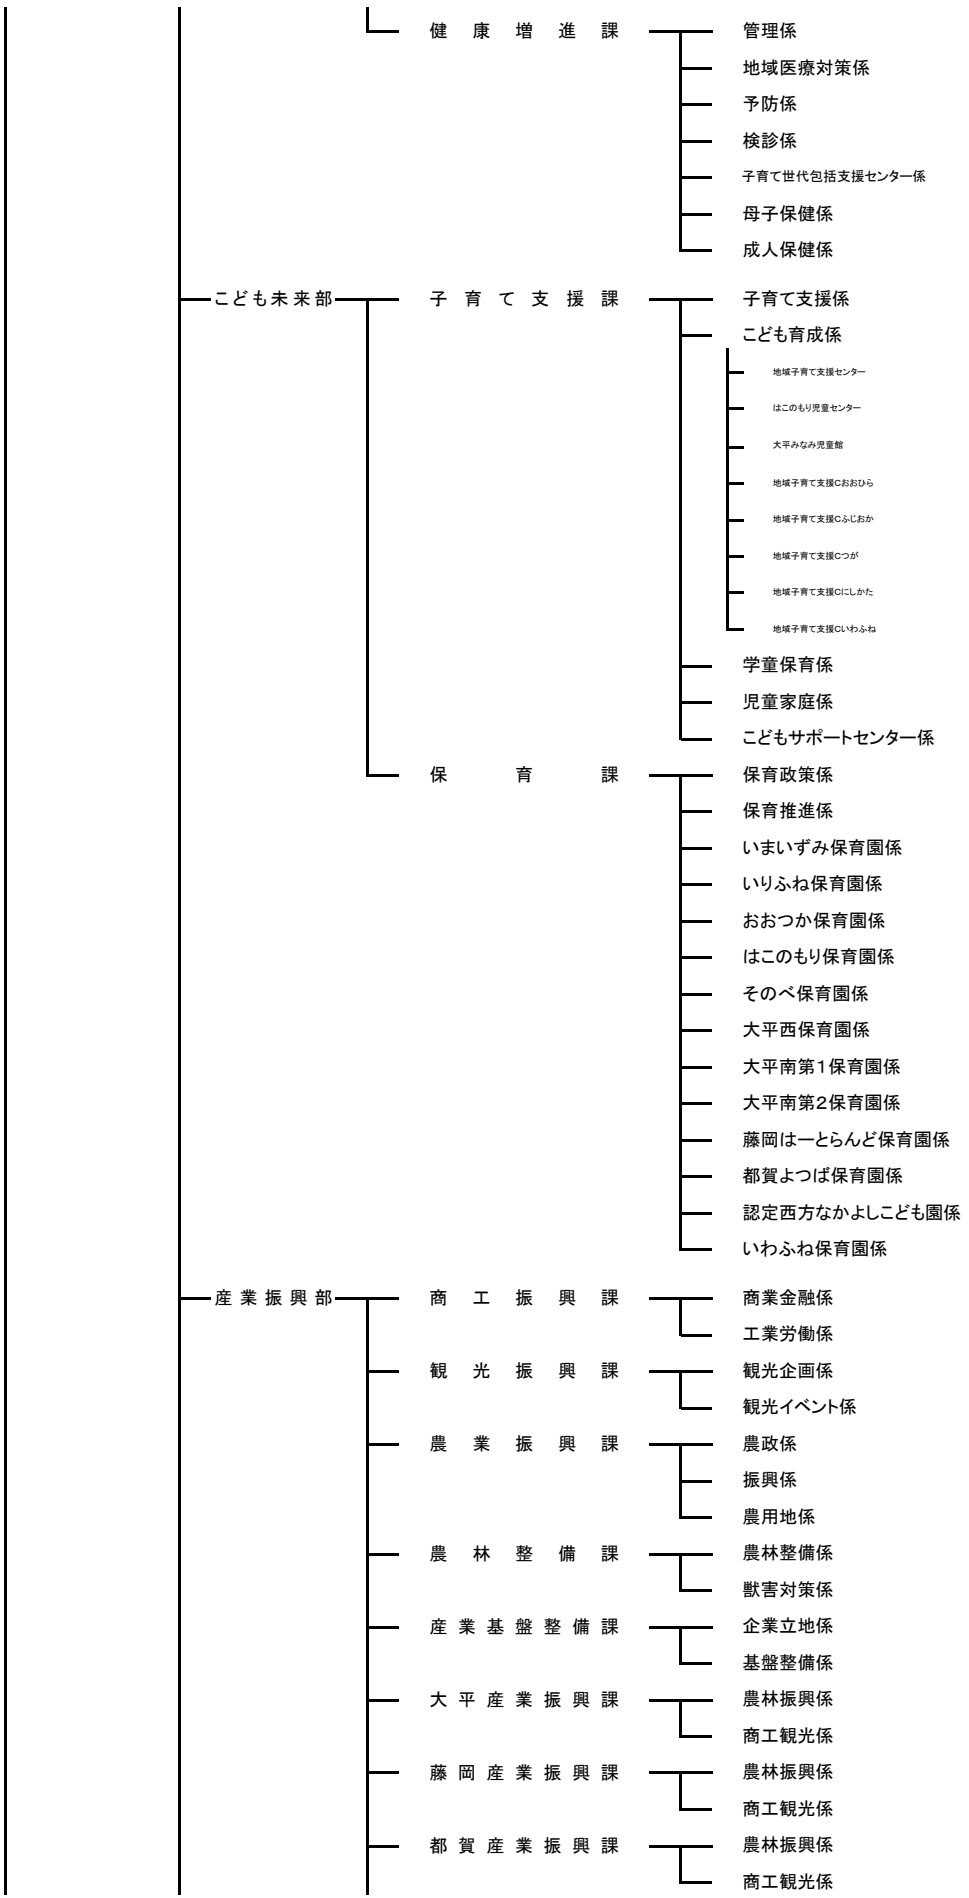 健康増進課 管理係
地域医療対策係
予防係
検診係
子育て世代包括支援センター係
母子保健係
成人保健係
こども未来部 子育て支援課 子育て支援係
こども育成係
地域子育て支援センター
はこのもり児童センター
大平みなみ児童館
地域子育て支援Cおおひら
地域子育て支援Cふじおか
地域子育て支援Cつが
地域子育て支援Cにしかた
地域子育て支援Cいわふね
学童保育係
児童家庭係
こどもサポートセンター係
保育課 保育政策係
保育推進係
いまいずみ保育園係
いりふね保育園係
おおつか保育園係
はこのもり保育園係
そのべ保育園係
大平西保育園係
大平南第1保育園係
大平南第2保育園係
藤岡はーとらんど保育園係
都賀よつば保育園係
認定西方なかよしこども園係
いわふね保育園係
産業振興部 商工振興課 商業金融係
工業労働係
観光振興課 観光企画係
観光イベント係
農業振興課 農政係
振興係
農用地係
農林整備課 農林整備係
獣害対策係
産業基盤整備課 企業立地係
基盤整備係
大平産業振興課 農林振興係
商工観光係
藤岡産業振興課 農林振興係
商工観光係
都賀産業振興課 農林振興係
商工観光係